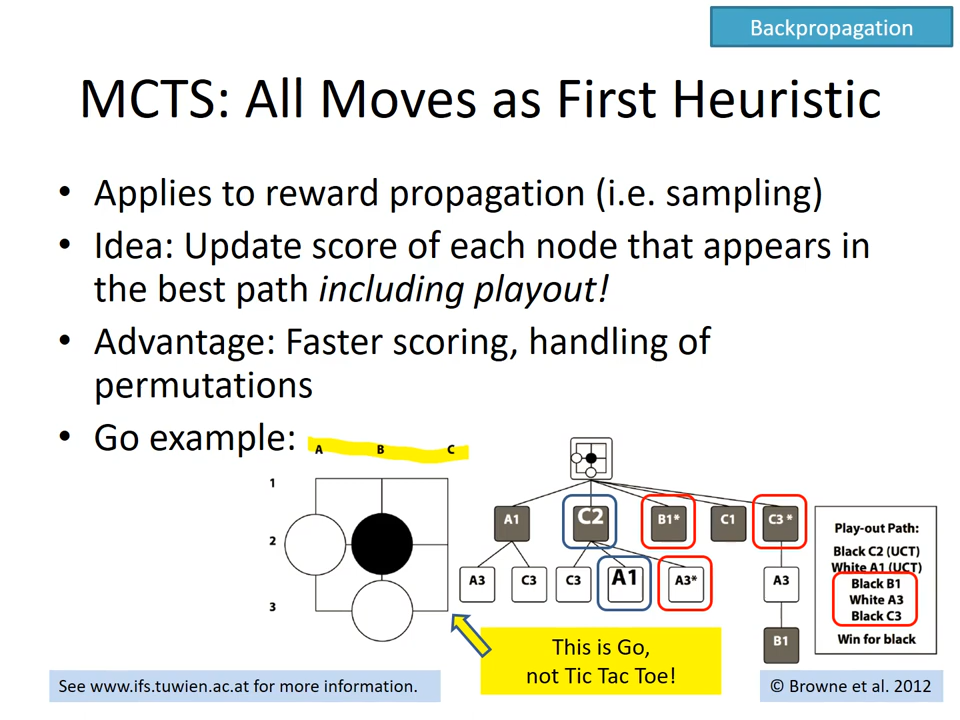 Backpropagation
MCTS: All Moves as First Heuristic
• Applies to reward propagation (i.e. sampling)
• Idea: Update score of each node that appears in
the best path including playout!
• Advantage: Faster scoring, handling of
permutations
• Go example:
A B C
1
2
3
A1 C2 B1* C1 C3 *
A3 C3 C3 A1 A3* A3
B1
Play-out Path:
Black C2 (UCT)
White A1 (UCT)
Black B1
White A3
Black C3
Win for black
This is Go,
not Tic Tac Toe!
See www.ifs.tuwien.ac.at for more information.
© Browne et al. 2012